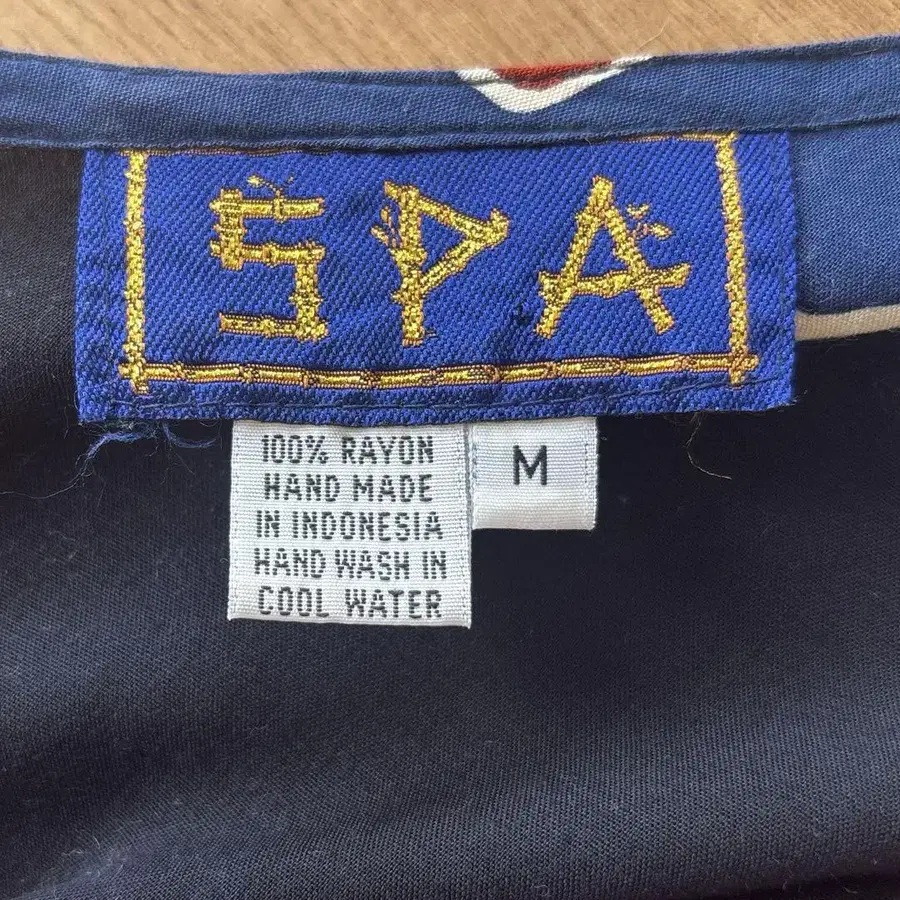 SPA
100% RAYON
HAND MADE
IN INDONESIA
HAND WASH IN
COOL WATER
M